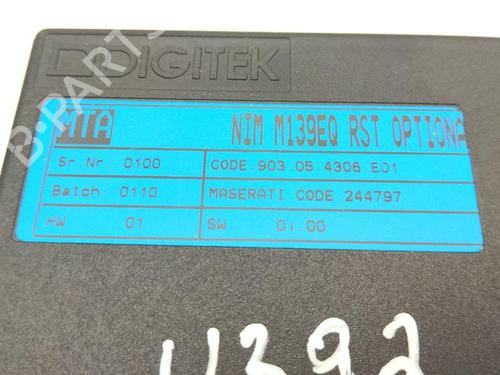 DIGITEK
MTA NIM M139EQ RST OPTIONA
Sr. Nr. 0100 CODE 903.05.4306.E01
Batch: 0110 MASERATI CODE 244797
HW 01 SW 01.00
B-PARTS